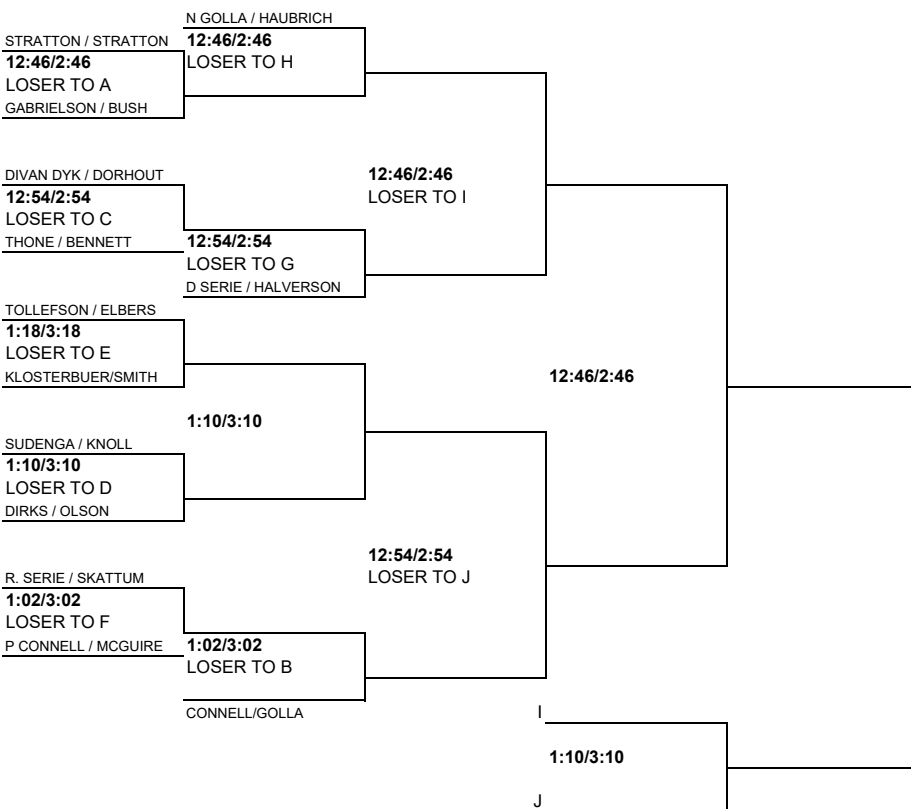 N GOLLA / HAUBRICH
STRATTON / STRATTON
12:46/2:46
12:46/2:46
LOSER TO H
LOSER TO A
GABRIELSON / BUSH
DIVAN DYK / DORHOUT
12:46/2:46
LOSER TO I
12:54/2:54
LOSER TO C
THONE / BENNETT
12:54/2:54
LOSER TO G
D SERIE / HALVERSON
TOLLEFSON / ELBERS
1:18/3:18
LOSER TO E
KLOSTERBUER/SMITH
12:46/2:46
1:10/3:10
SUDENGA / KNOLL
1:10/3:10
LOSER TO D
DIRKS / OLSON
12:54/2:54
LOSER TO J
R. SERIE / SKATTUM
1:02/3:02
LOSER TO F
P CONNELL / MCGUIRE
1:02/3:02
LOSER TO B
CONNELL/GOLLA
I
1:10/3:10
J